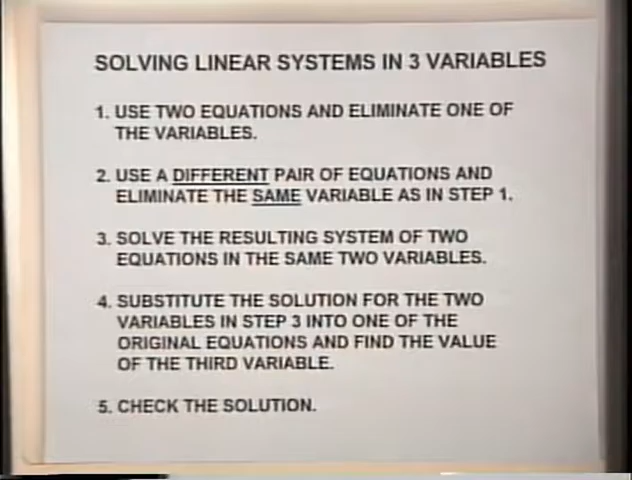 SOLVING LINEAR SYSTEMS IN 3 VARIABLES
1. USE TWO EQUATIONS AND ELIMINATE ONE OF
THE VARIABLES.
2. USE A DIFFERENT PAIR OF EQUATIONS AND
ELIMINATE THE SAME VARIABLE AS IN STEP 1.
3. SOLVE THE RESULTING SYSTEM OF TWO
EQUATIONS IN THE SAME TWO VARIABLES.
4. SUBSTITUTE THE SOLUTION FOR THE TWO
VARIABLES IN STEP 3 INTO ONE OF THE
ORIGINAL EQUATIONS AND FIND THE VALUE
OF THE THIRD VARIABLE.
5. CHECK THE SOLUTION.